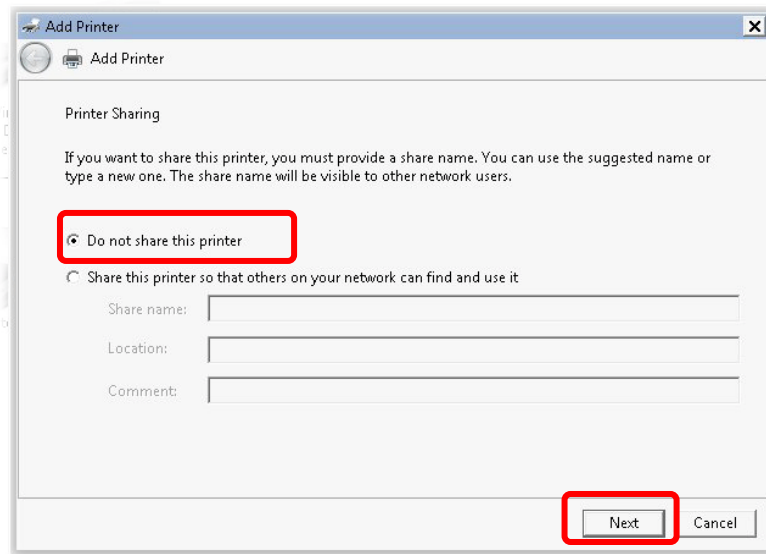 Add Printer
Add Printer
Printer Sharing
If you want to share this printer, you must provide a share name. You can use the suggested name or
type a new one. The share name will be visible to other network users.
Do not share this printer
Share this printer so that others on your network can find and use it
Share name:
Location:
Comment:
Next Cancel